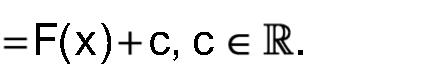 =F(x)+c, c ∈ ℝ.